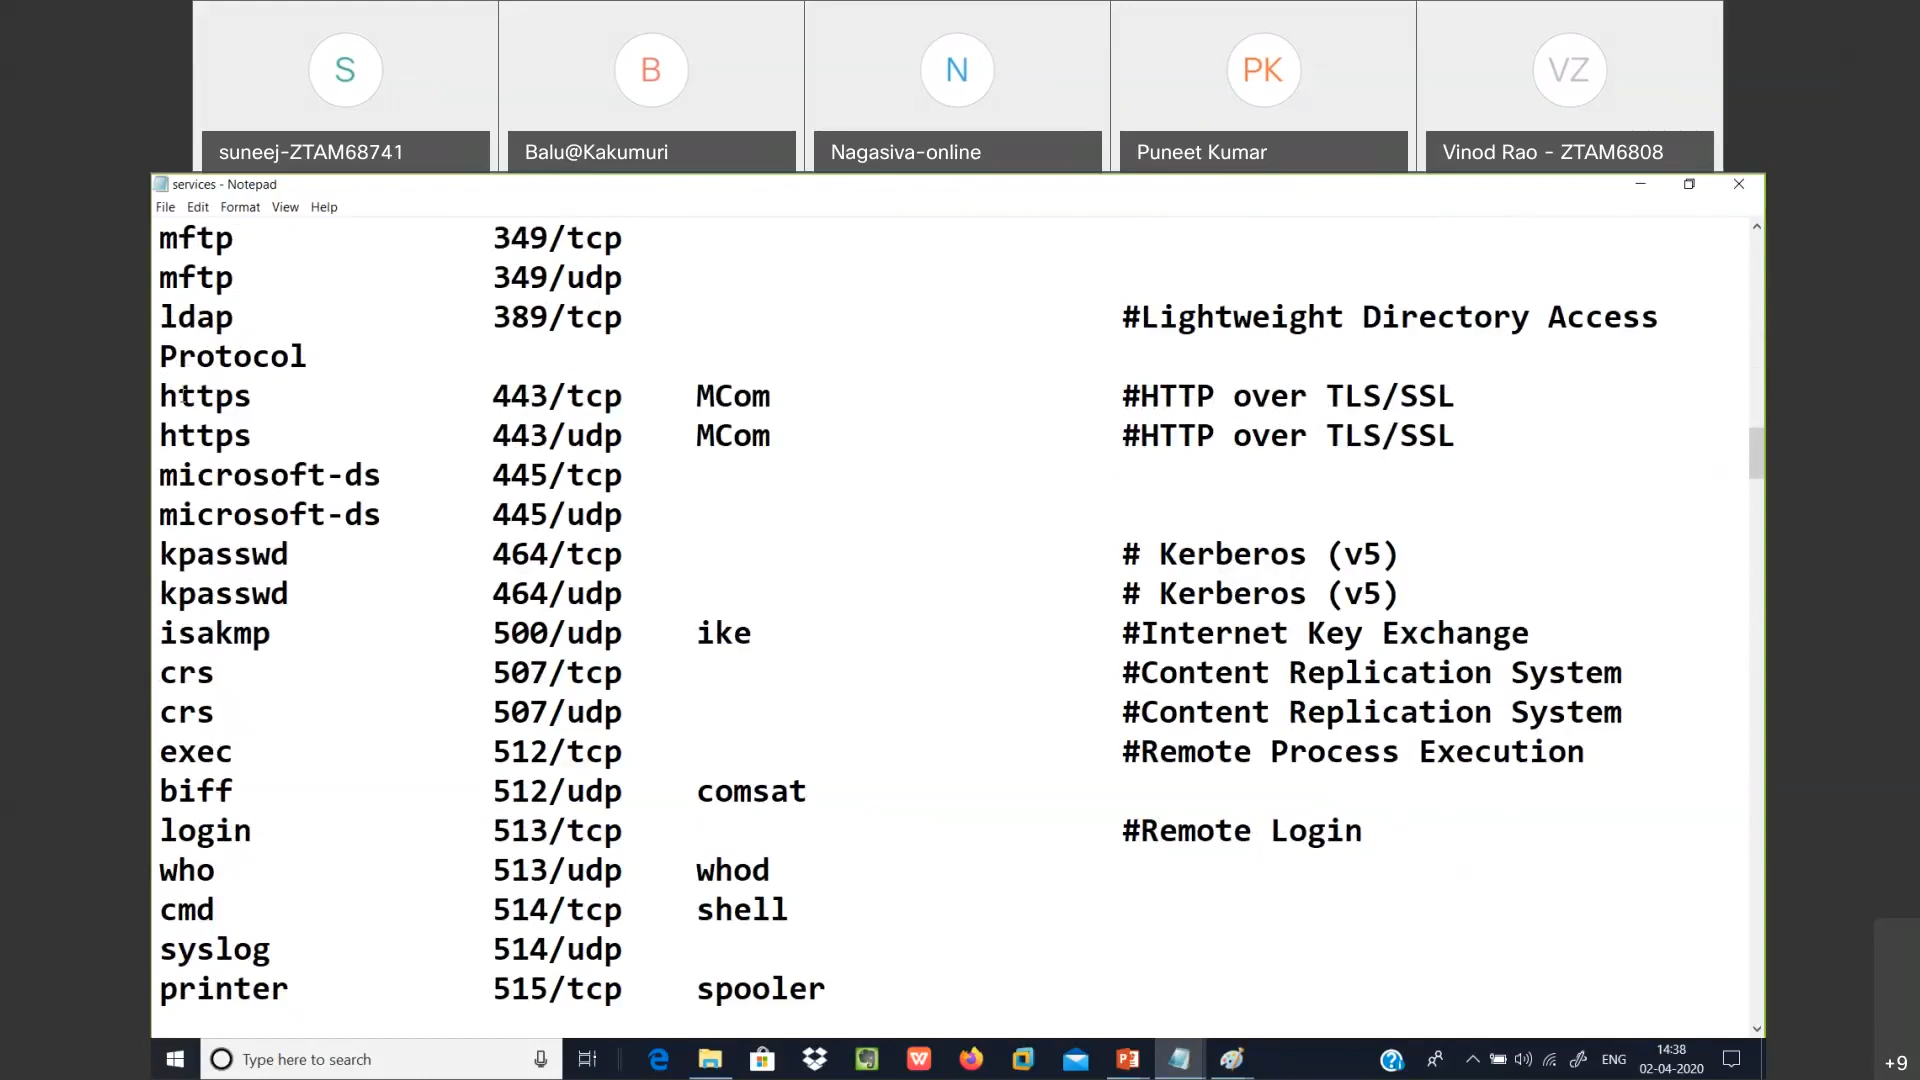 S B N PK VZ
suneej-ZTAM68741 Balu@Kakumuri Nagasiva-online Puneet Kumar Vinod Rao - ZTAM6808
services - Notepad
File Edit Format View Help
mftp 349/tcp
mftp 349/udp
ldap 389/tcp #Lightweight Directory Access
Protocol
https 443/tcp MCom #HTTP over TLS/SSL
https 443/udp MCom #HTTP over TLS/SSL
microsoft-ds 445/tcp
microsoft-ds 445/udp
kpasswd 464/tcp # Kerberos (v5)
kpasswd 464/udp # Kerberos (v5)
isakmp 500/udp ike #Internet Key Exchange
crs 507/tcp #Content Replication System
crs 507/udp #Content Replication System
exec 512/tcp #Remote Process Execution
biff 512/udp comsat
login 513/tcp #Remote Login
who 513/udp whod
cmd 514/tcp shell
syslog 514/udp
printer 515/tcp spooler
Type here to search
ENG
14:38
02-04-2020
+9